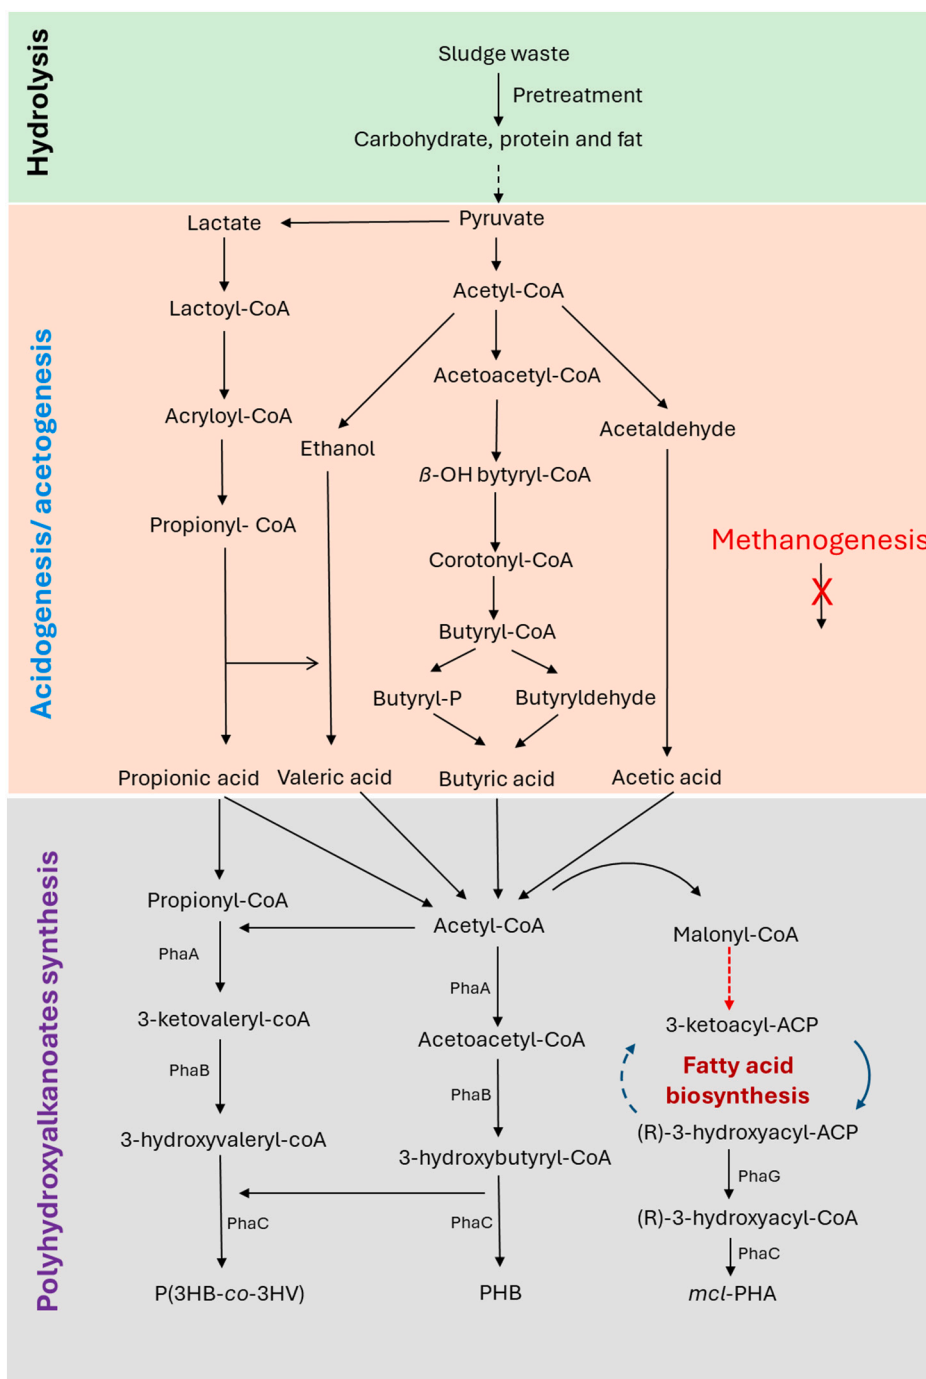 Hydrolysis
Sludge waste
Pretreatment
Carbohydrate, protein and fat
Acidogenesis/ acetogenesis
Lactate
Pyruvate
Lactoyl-CoA
Acetyl-CoA
Acetoacetyl-CoA
Acryloyl-CoA
Ethanol
Acetaldehyde
ß-OH bytyryl-CoA
Propionyl- CoA
Methanogenesis
X
Corotonyl-CoA
Butyryl-CoA
Butyryl-P
Butyryldehyde
Propionic acid
Valeric acid
Butyric acid
Acetic acid
Polyhydroxyalkanoates synthesis
Propionyl-CoA
Acetyl-CoA
Malonyl-CoA
PhaA
PhaA
3-ketovaleryl-coA
Acetoacetyl-CoA
3-ketoacyl-ACP
PhaB
PhaB
Fatty acid
biosynthesis
3-hydroxyvaleryl-coA
3-hydroxybutyryl-CoA
(R)-3-hydroxyacyl-ACP
PhaG
PhaC
PhaC
(R)-3-hydroxyacyl-CoA
PhaC
P(3HB-co-3HV)
PHB
mcl-PHA